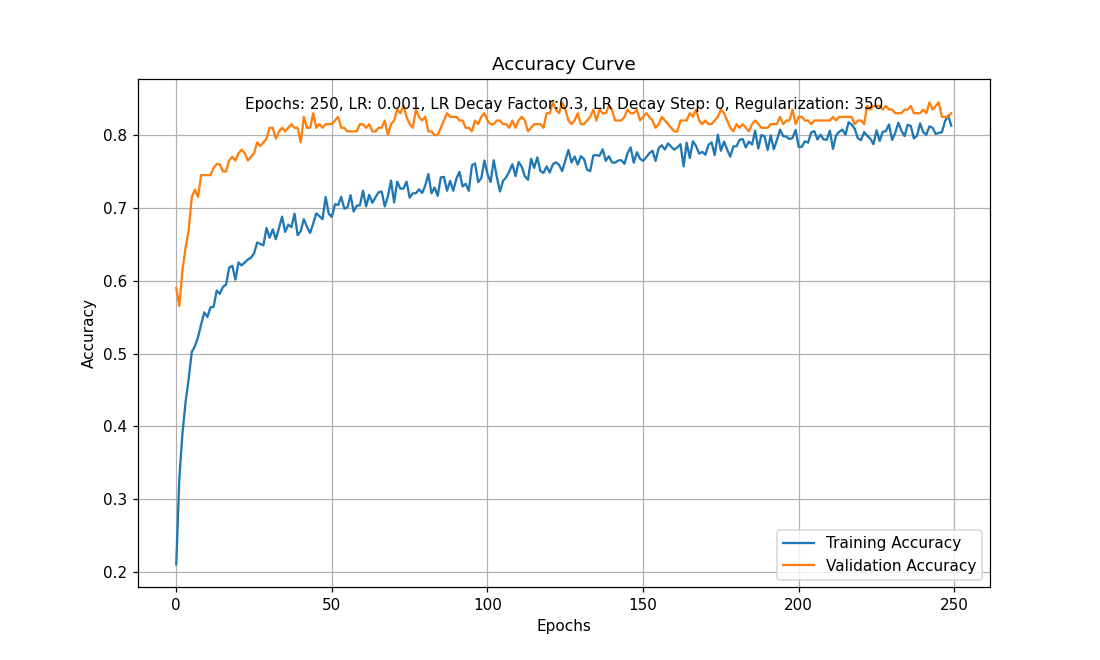 Accuracy Curve
Epochs: 250, LR: 0.001, LR Decay Factor:0.3, LR Decay Step: 0, Regularization: 350
0.8
0.7
0.6
0.5
0.4
0.3
0.2
Accuracy
Training Accuracy
Validation Accuracy
0 50 100 150 200 250
Epochs